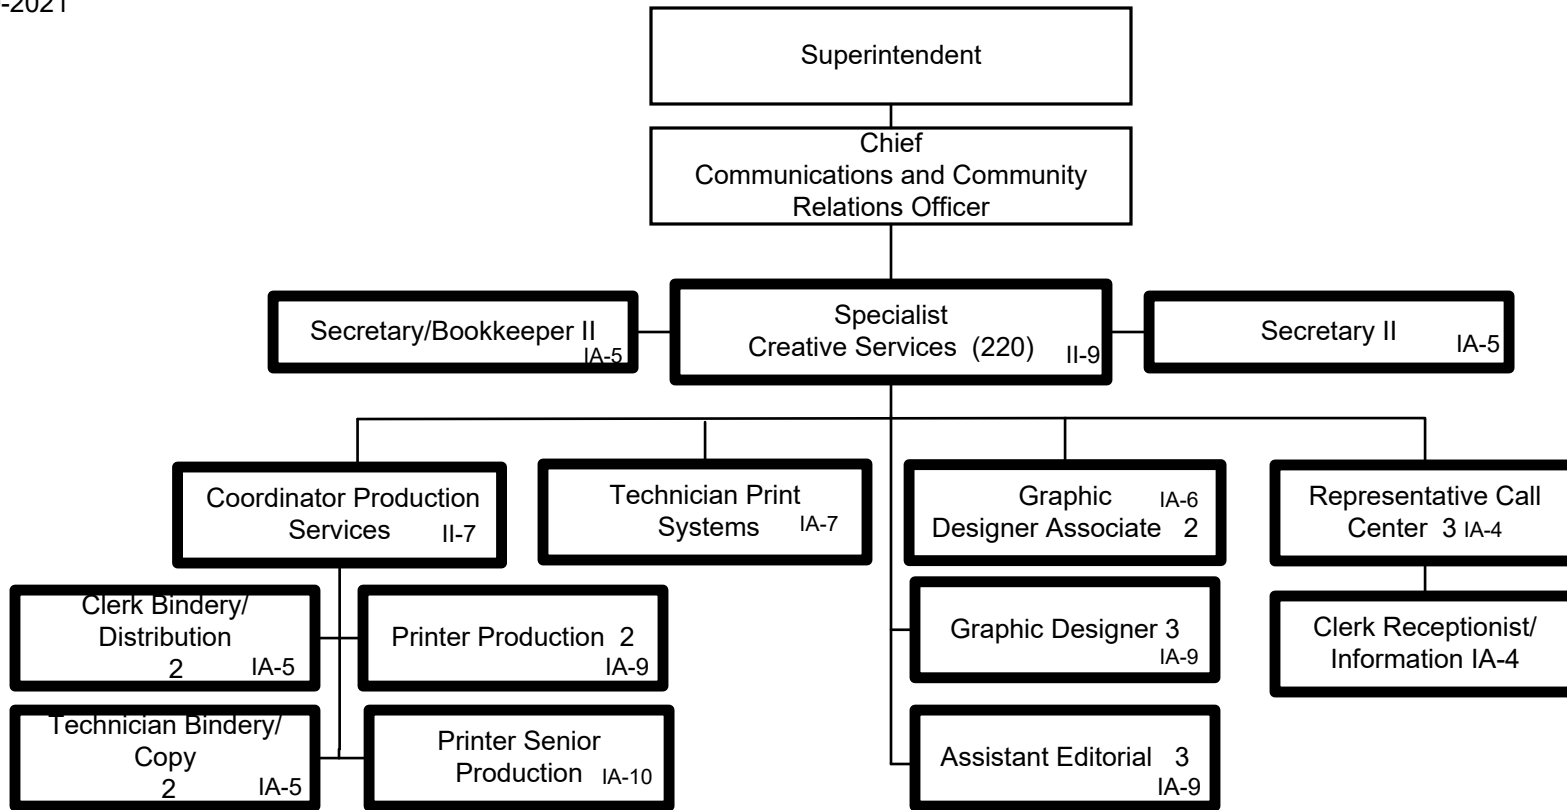 -2021
Superintendent
Chief
Communications and Community
Relations Officer
Secretary/Bookkeeper II
IA-5
Specialist
Creative Services (220) II-9
Secretary II
IA-5
Coordinator Production
Services II-7
Technician Print
Systems IA-7
Graphic IA-6
Designer Associate 2
Representative Call
Center 3 IA-4
Clerk Bindery/
Distribution
2 IA-5
Printer Production 2
IA-9
Graphic Designer 3
IA-9
Clerk Receptionist/
Information IA-4
Technician Bindery/
Copy
2 IA-5
Printer Senior
Production IA-10
Assistant Editorial 3
IA-9